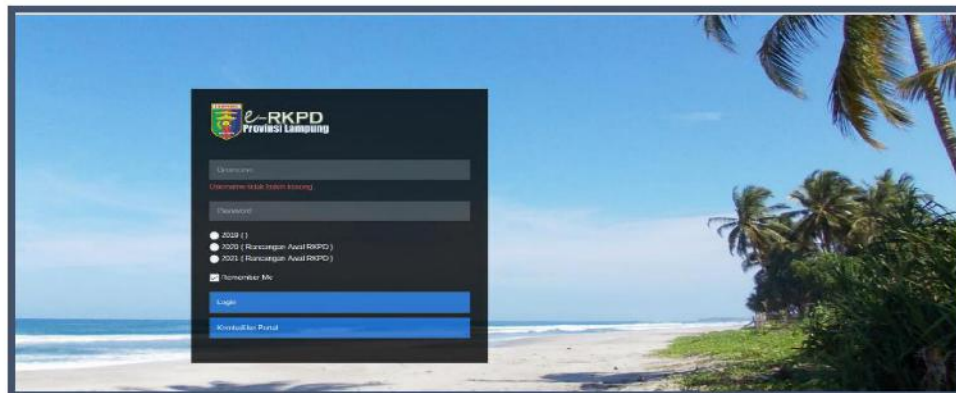 e-RKPD
Provinsi Lampung
Username
Username tidak boleh kosong
Password
2019 ( )
2020 ( Rancangan Awal RKPD )
2021 ( Rancangan Awal RKPD )
Remember Me
Login
Kembali ke Portal